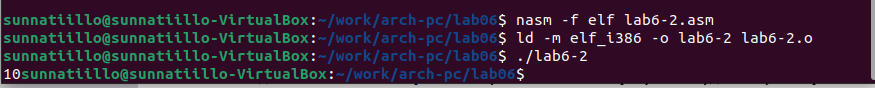 sunnatiillo@sunnatiillo-VirtualBox:~/work/arch-pc/lab06$ nasm -f elf lab6-2.asm
sunnatiillo@sunnatiillo-VirtualBox:~/work/arch-pc/lab06$ ld -m elf_i386 -o lab6-2 lab6-2.o
sunnatiillo@sunnatiillo-VirtualBox:~/work/arch-pc/lab06$ ./lab6-2
10sunnatiillo@sunnatiillo-VirtualBox:~/work/arch-pc/lab06$